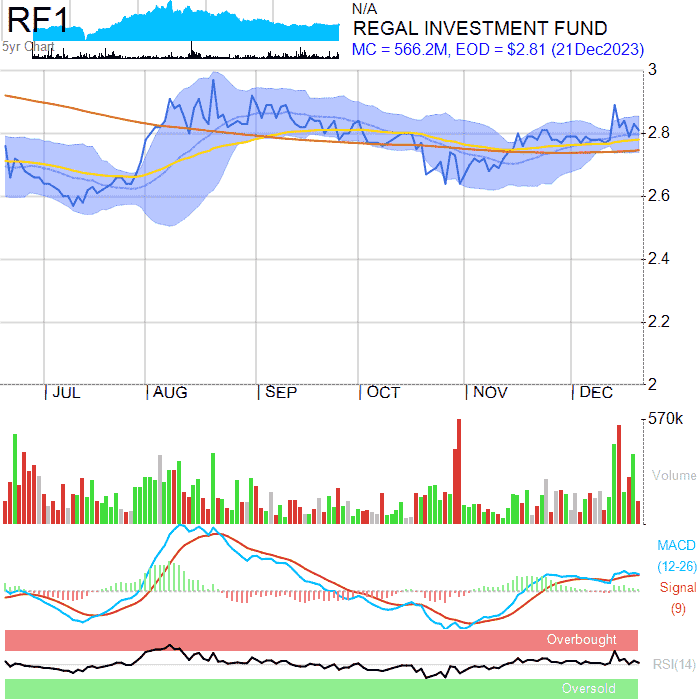 RF1
N/A
REGAL INVESTMENT FUND
5yr Chart
MC = 566.2M, EOD = $2.81 (21Dec2023)
3
2.8
2.6
2.4
2.2
2
JUL AUG SEP OCT NOV DEC
570k
Volume
MACD
(12-26)
Signal
(9)
Overbought
RSI(14)
Oversold